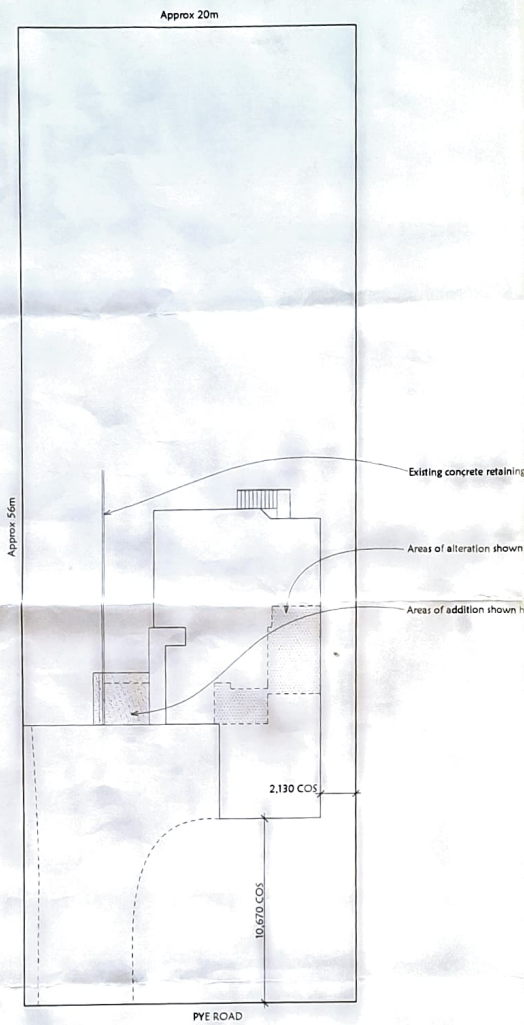 Approx 20m
Existing concrete retaining
Approx 56m
Areas of alteration shown
Areas of addition shown
2,130 COS
10,670 COS
PYE ROAD